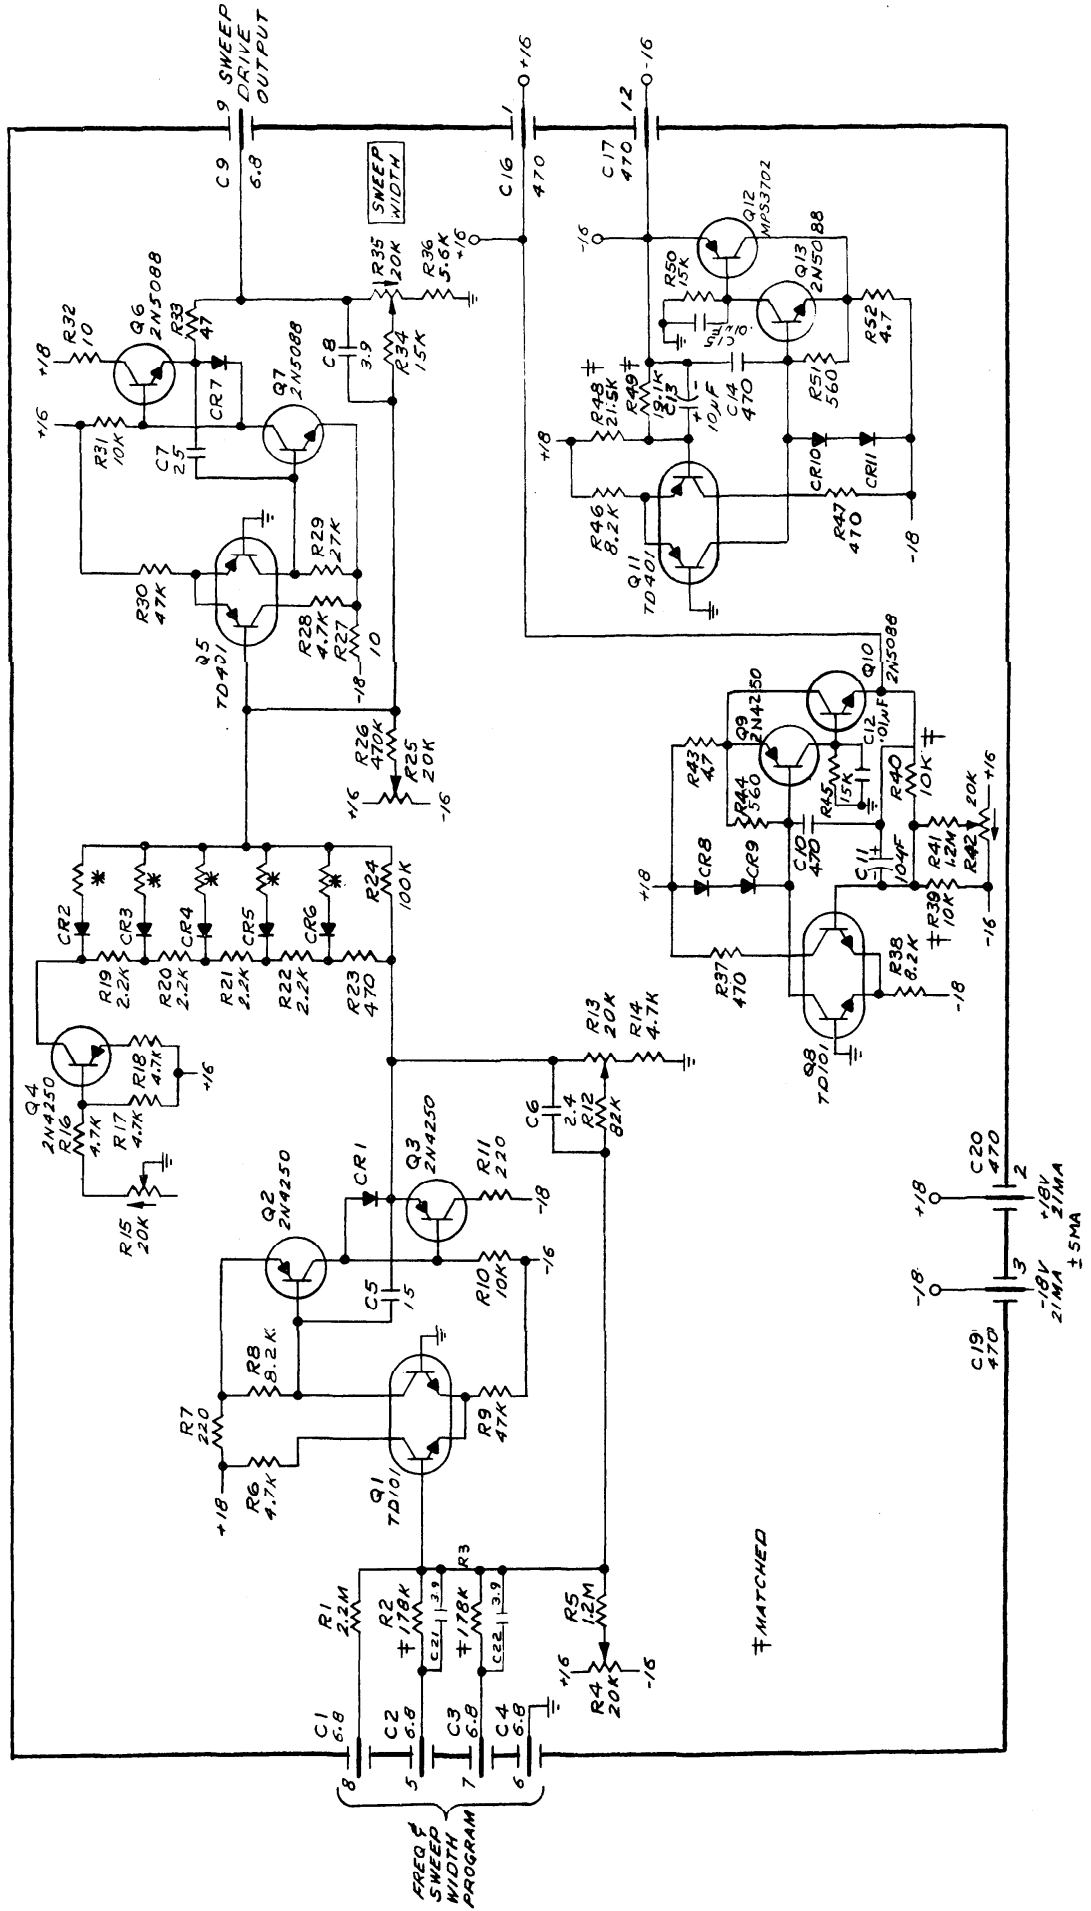 FREQ &
SWEEP
WIDTH
PROGRAM
8
C1
6.8
5
C2
6.8
7
C3
6.8
6
C4
6.8
R1
2.2M
R2
‡178K
C21
3.9
R3
‡178K
C22
3.9
R5
1.2M
+16
R4
20K
-16
‡MATCHED
+18
R7
220
R6
4.7K
R8
8.2K
Q1
TD101
R9
47K
Q2
2N4250
C5
15
R10
10K
-16
CR1
Q3
2N4250
R11
220
-18
C6
2.4
R12
82K
R13
20K
R14
4.7K
R15
20K
Q4
2N4250
R16
4.7K
R17
4.7K
R18
4.7K
+16
CR2
*
R19
2.2K
CR3
*
R20
2.2K
CR4
*
R21
2.2K
CR5
*
R22
2.2K
CR6
*
R23
470
R24
100K
+16
R25
20K
-16
R26
470K
Q5
TD401
R30
47K
R28
4.7K
R29
27K
R27
10
-18
+16
R31
10K
C7
25
+18
R32
10
Q6
2N5088
R33
47
CR7
Q7
2N5088
C8
3.9
R34
15K
R35
20K
SWEEP
WIDTH
R36
5.6K
C9
6.8
9
SWEEP
DRIVE
OUTPUT
+16
C16
470
1
+16
-16
C17
470
12
-16
+18
R37
470
Q8
TD101
R38
8.2K
-18
CR8
CR9
R43
47
R44
560
Q9
2N4250
C10
470
R45
15K
C12
.01µF
Q10
2N5088
C11
10µF
‡R39
10K
-16
R40
10K
‡
R41
1.2M
R42
20K
+16
+18
R46
8.2K
Q11
TD401
R48
21.5K
‡
R49
19.1K
‡
C13
10µF
C14
470
R47
470
-18
CR10
CR11
R50
15K
C15
.01µF
Q12
MPS3702
Q13
2N5088
R51
560
R52
4.7
C19
470
-18
3
-18V
21MA
C20
470
+18
2
+18V
21MA
±5MA